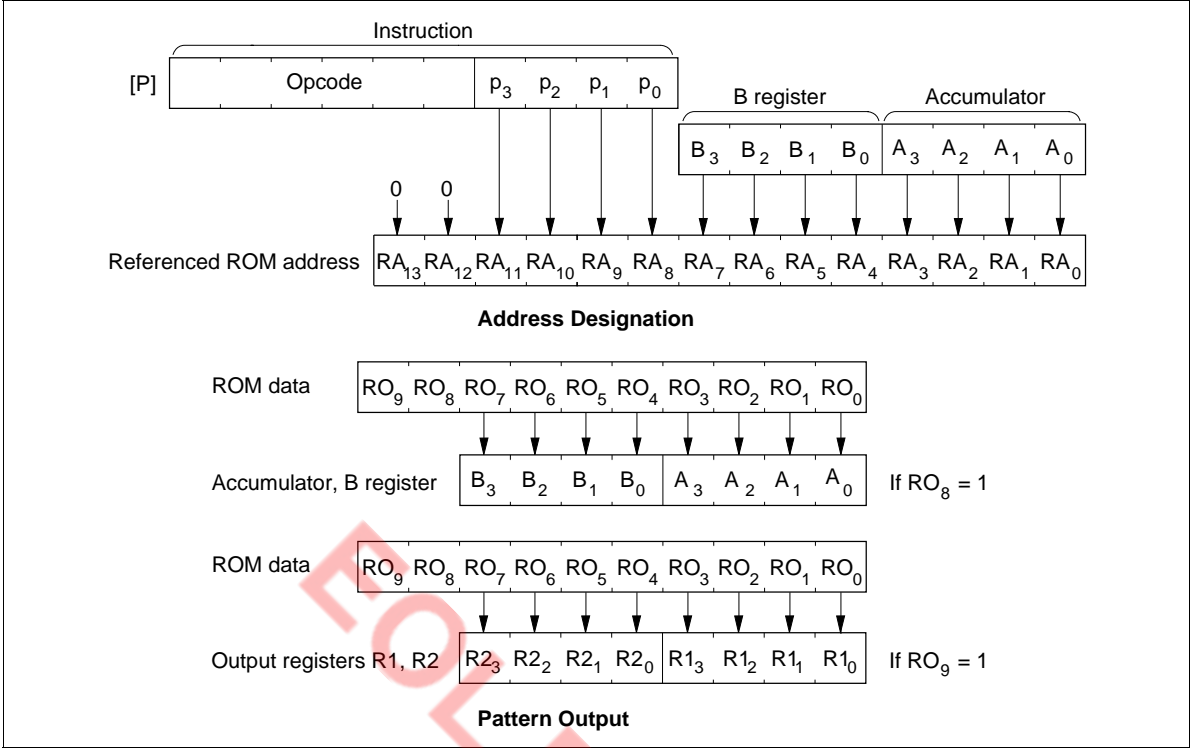 Instruction
[P] Opcode p3 p2 p1 p0
B register Accumulator
B3 B2 B1 B0 A3 A2 A1 A0
0 0
Referenced ROM address RA13 RA12 RA11 RA10 RA9 RA8 RA7 RA6 RA5 RA4 RA3 RA2 RA1 RA0
Address Designation
ROM data RO9 RO8 RO7 RO6 RO5 RO4 RO3 RO2 RO1 RO0
Accumulator, B register B3 B2 B1 B0 A3 A2 A1 A0 If RO8 = 1
ROM data RO9 RO8 RO7 RO6 RO5 RO4 RO3 RO2 RO1 RO0
Output registers R1, R2 R23 R22 R21 R20 R13 R12 R11 R10 If RO9 = 1
Pattern Output
EOL